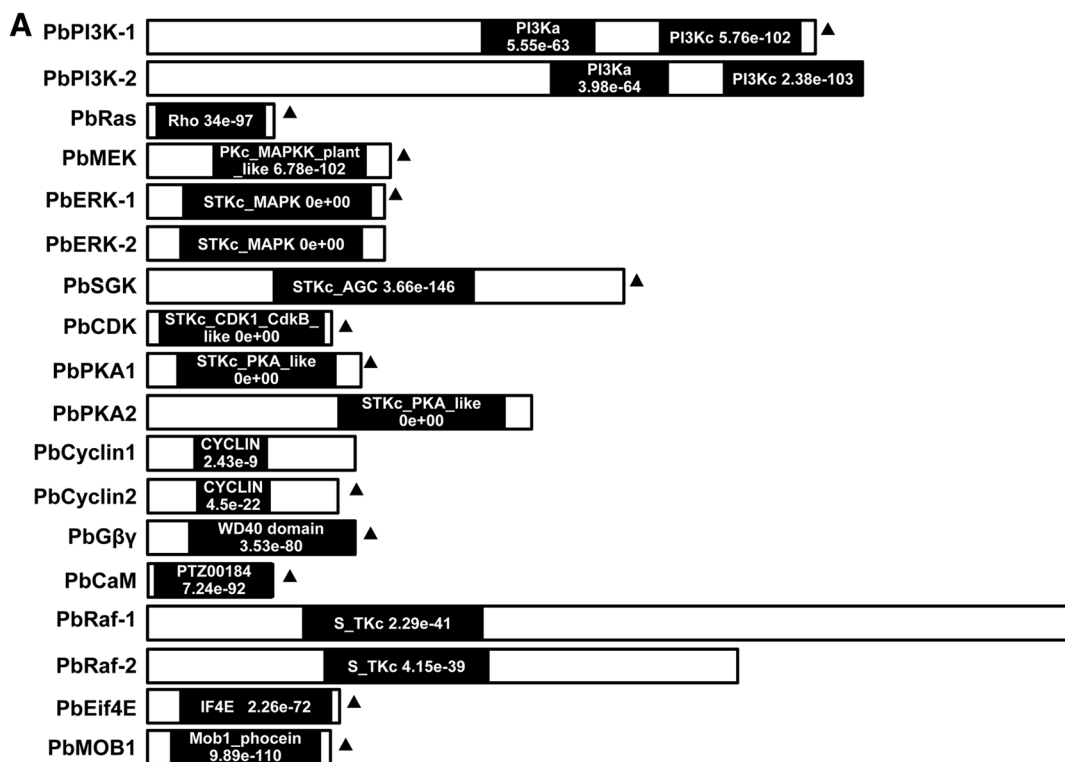 A
PbPI3K-1
PI3Ka
5.55e-63
PI3Kc 5.76e-102
▲
PbPI3K-2
PI3Ka
3.98e-64
PI3Kc 2.38e-103
PbRas
Rho 34e-97
▲
PbMEK
PKc_MAPKK_plant
_like 6.78e-102
▲
PbERK-1
STKc_MAPK 0e+00
▲
PbERK-2
STKc_MAPK 0e+00
PbSGK
STKc_AGC 3.66e-146
▲
PbCDK
STKc_CDK1_CdkB_
like 0e+00
▲
PbPKA1
STKc_PKA_like
0e+00
▲
PbPKA2
STKc_PKA_like
0e+00
PbCyclin1
CYCLIN
2.43e-9
PbCyclin2
CYCLIN
4.5e-22
▲
PbGβγ
WD40 domain
3.53e-80
▲
PbCaM
PTZ00184
7.24e-92
▲
PbRaf-1
S_TKc 2.29e-41
PbRaf-2
S_TKc 4.15e-39
PbEif4E
IF4E 2.26e-72
▲
PbMOB1
Mob1_phocein
9.89e-110
▲